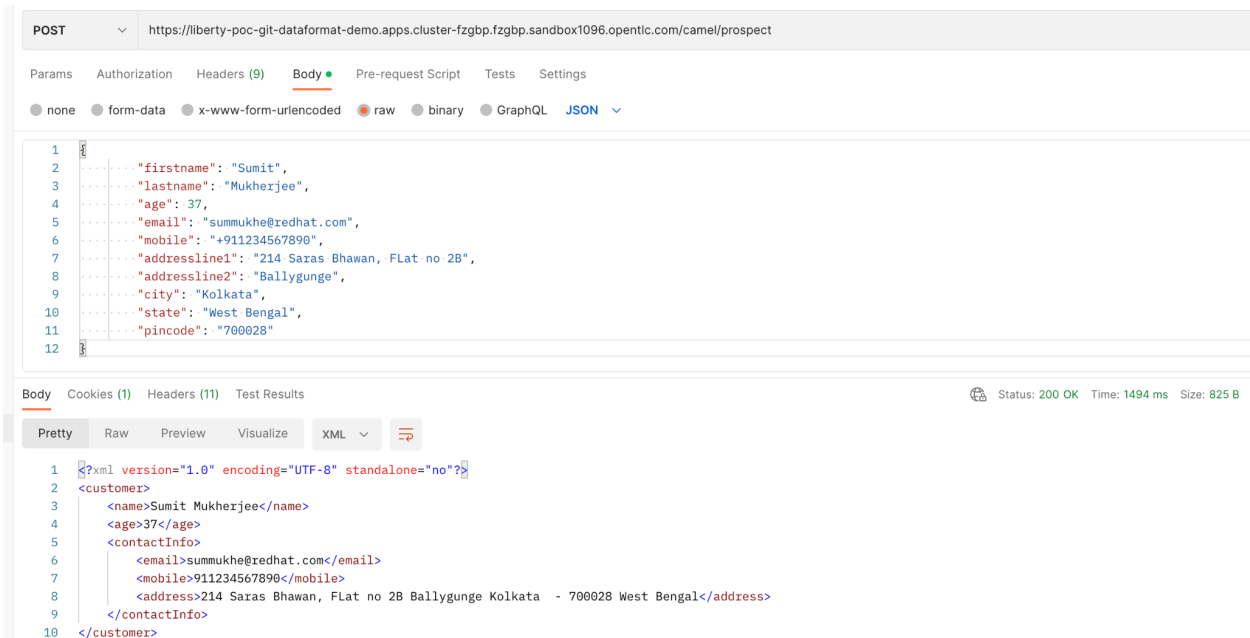 POST https://liberty-poc-git-dataformat-demo.apps.cluster-fzgbp.fzgbp.sandbox1096.opentlc.com/camel/prospect
Params Authorization Headers (9) Body Pre-request Script Tests Settings
none form-data x-www-form-urlencoded raw binary GraphQL JSON
1 {
2 "firstname": "Sumit",
3 "lastname": "Mukherjee",
4 "age": 37,
5 "email": "summukhe@redhat.com",
6 "mobile": "+911234567890",
7 "addressline1": "214 Saras Bhawan, FLat no 2B",
8 "addressline2": "Ballygunge",
9 "city": "Kolkata",
10 "state": "West Bengal",
11 "pincode": "700028"
12 }
Body Cookies (1) Headers (11) Test Results Status: 200 OK Time: 1494 ms Size: 825 B
Pretty Raw Preview Visualize XML
1 <?xml version="1.0" encoding="UTF-8" standalone="no"?>
2 <customer>
3 <name>Sumit Mukherjee</name>
4 <age>37</age>
5 <contactInfo>
6 <email>summukhe@redhat.com</email>
7 <mobile>911234567890</mobile>
8 <address>214 Saras Bhawan, FLat no 2B Ballygunge Kolkata  - 700028 West Bengal</address>
9 </contactInfo>
10 </customer>